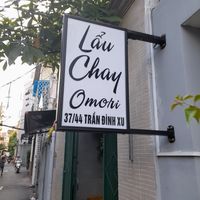 Lẩu
Chay
Omori
37/44 TRẦN ĐÌNH XU